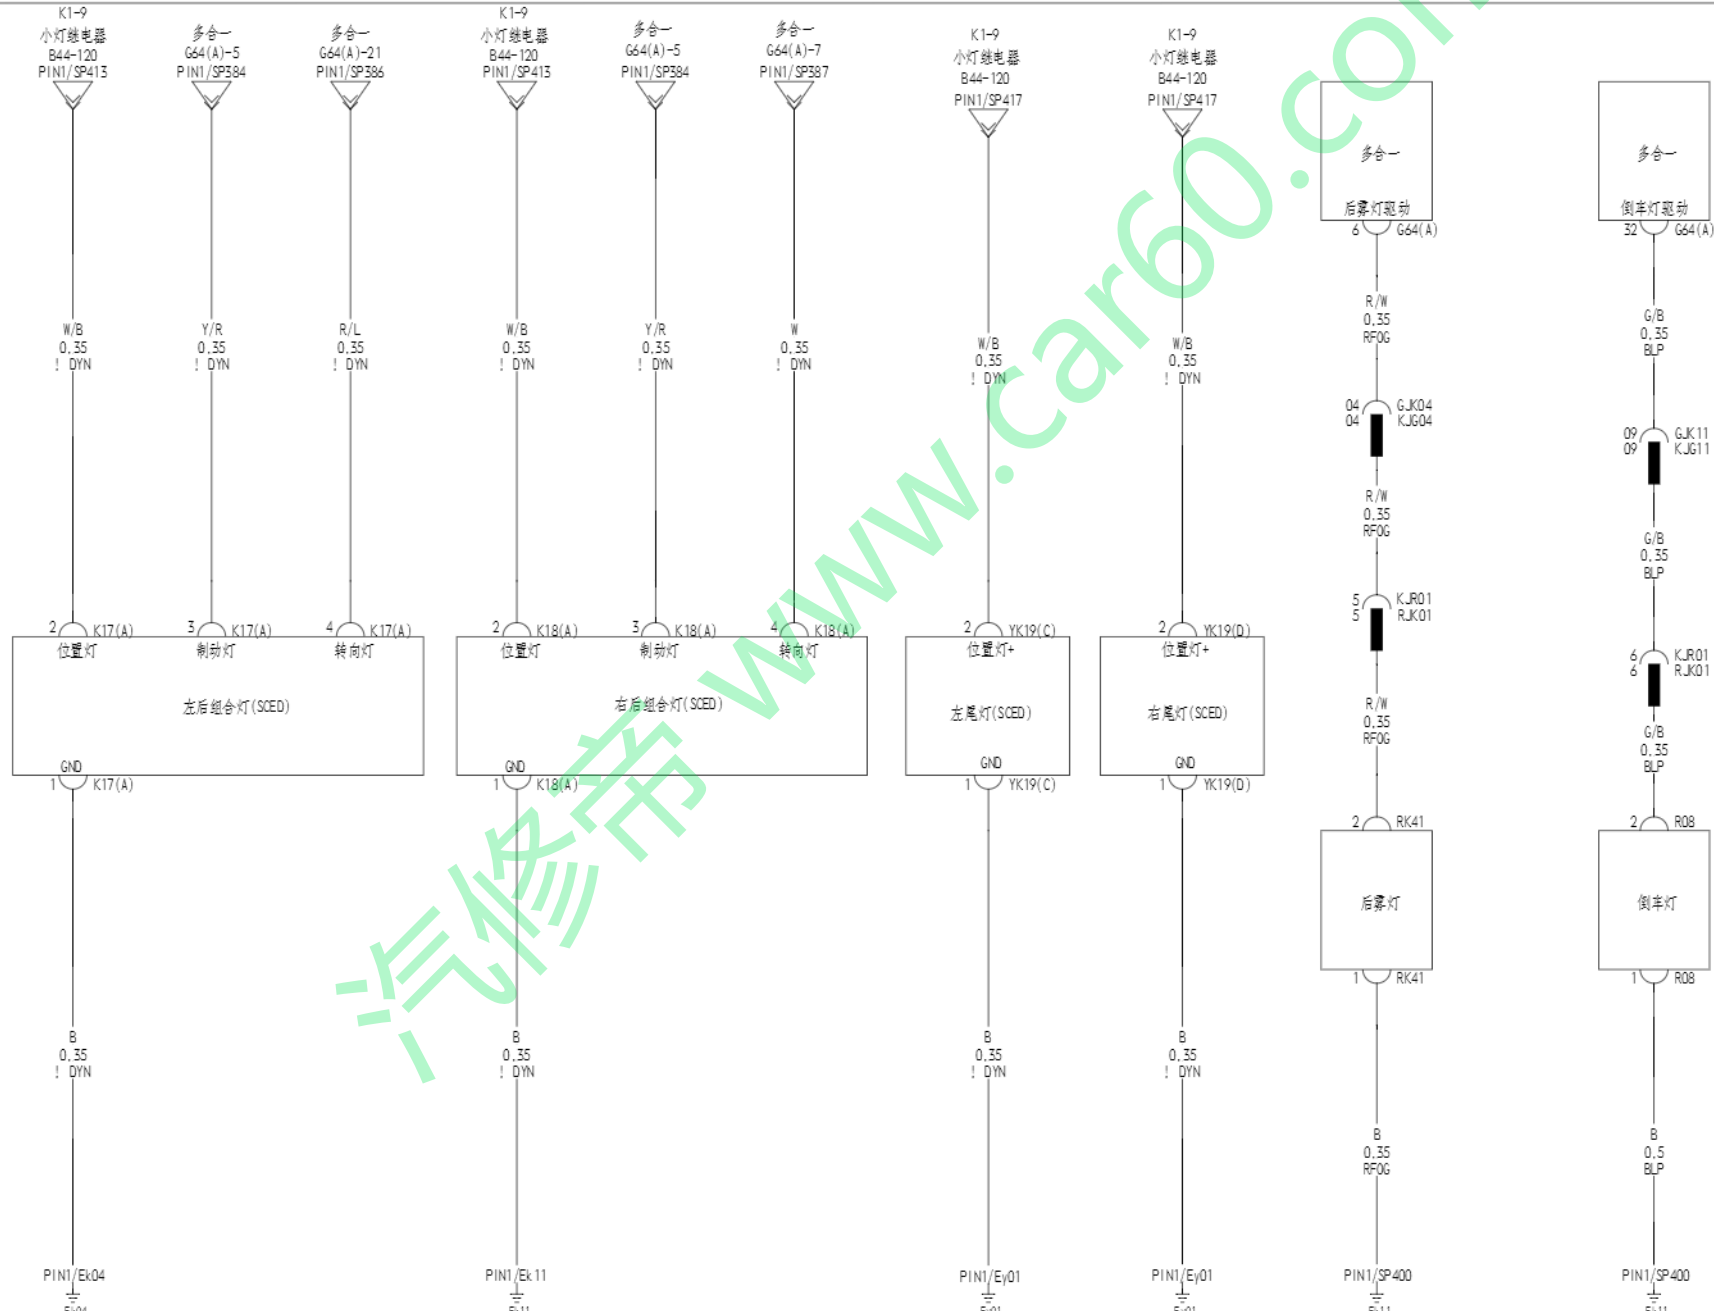 K1-9
小灯继电器
B44-120
PIN1/SP413
多合一
G64(A)-5
PIN1/SP384
多合一
G64(A)-21
PIN1/SP386
K1-9
小灯继电器
B44-120
PIN1/SP413
多合一
G64(A)-5
PIN1/SP384
多合一
G64(A)-7
PIN1/SP387
K1-9
小灯继电器
B44-120
PIN1/SP417
K1-9
小灯继电器
B44-120
PIN1/SP417
多合一
后雾灯驱动
6 G64(A)
多合一
倒车灯驱动
32 G64(A)
W/B
0.35
! DYN
Y/R
0.35
! DYN
R/L
0.35
! DYN
W/B
0.35
! DYN
Y/R
0.35
! DYN
W
0.35
! DYN
W/B
0.35
! DYN
W/B
0.35
! DYN
R/W
0.35
RFOG
G/B
0.35
BLP
04 GJK04
04 KJG04
09 GJK11
09 KJG11
R/W
0.35
RFOG
G/B
0.35
BLP
5 KJR01
5 RJK01
6 KJR01
6 RJK01
R/W
0.35
RFOG
G/B
0.35
BLP
2 K17(A)
位置灯
3 K17(A)
制动灯
4 K17(A)
转向灯
左后组合灯(SCED)
GND
1 K17(A)
2 K18(A)
位置灯
3 K18(A)
制动灯
4 K18(A)
转向灯
右后组合灯(SCED)
GND
1 K18(A)
2 YK19(C)
位置灯+
左尾灯(SCED)
GND
1 YK19(C)
2 YK19(D)
位置灯+
右尾灯(SCED)
GND
1 YK19(D)
2 RK41
后雾灯
1 RK41
2 R08
倒车灯
1 R08
B
0.35
! DYN
B
0.35
! DYN
B
0.35
! DYN
B
0.35
! DYN
B
0.35
RFOG
B
0.5
BLP
PIN1/Ek04
PIN1/Ek11
PIN1/Ey01
PIN1/Ey01
PIN1/SP400
PIN1/SP400
汽修帝 www.car60.com